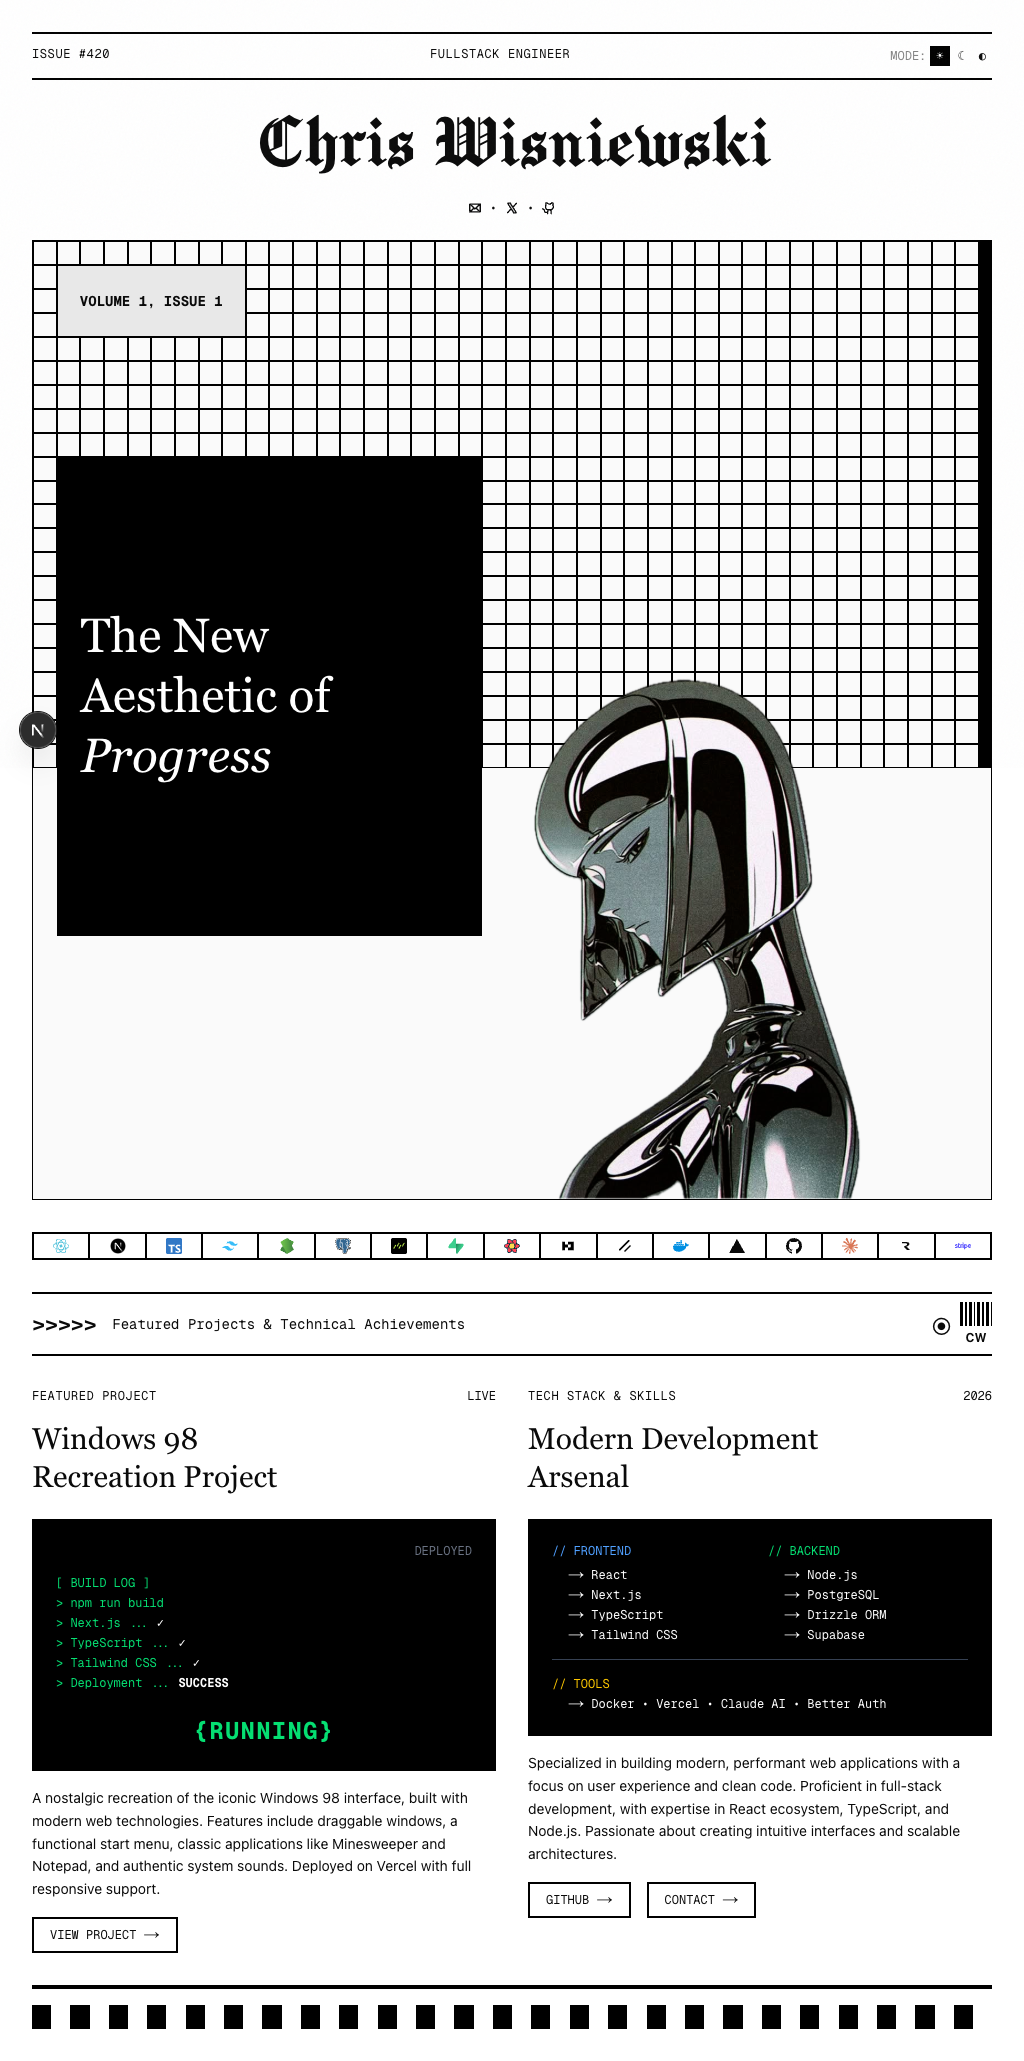 ISSUE #420
FULLSTACK ENGINEER
MODE:
Chris Wisniewski
VOLUME 1, ISSUE 1
The New
Aesthetic of
Progress
N
N
TS
stripe
>>>>> Featured Projects & Technical Achievements
CW
FEATURED PROJECT LIVE
Windows 98
Recreation Project
DEPLOYED
[ BUILD LOG ]
> npm run build
> Next.js ... ✓
> TypeScript ... ✓
> Tailwind CSS ... ✓
> Deployment ... SUCCESS
{RUNNING}
A nostalgic recreation of the iconic Windows 98 interface, built with
modern web technologies. Features include draggable windows, a
functional start menu, classic applications like Minesweeper and
Notepad, and authentic system sounds. Deployed on Vercel with full
responsive support.
VIEW PROJECT →
TECH STACK & SKILLS 2026
Modern Development
Arsenal
// FRONTEND
→ React
→ Next.js
→ TypeScript
→ Tailwind CSS
// BACKEND
→ Node.js
→ PostgreSQL
→ Drizzle ORM
→ Supabase
// TOOLS
→ Docker • Vercel • Claude AI • Better Auth
Specialized in building modern, performant web applications with a
focus on user experience and clean code. Proficient in full-stack
development, with expertise in React ecosystem, TypeScript, and
Node.js. Passionate about creating intuitive interfaces and scalable
architectures.
GITHUB →
CONTACT →